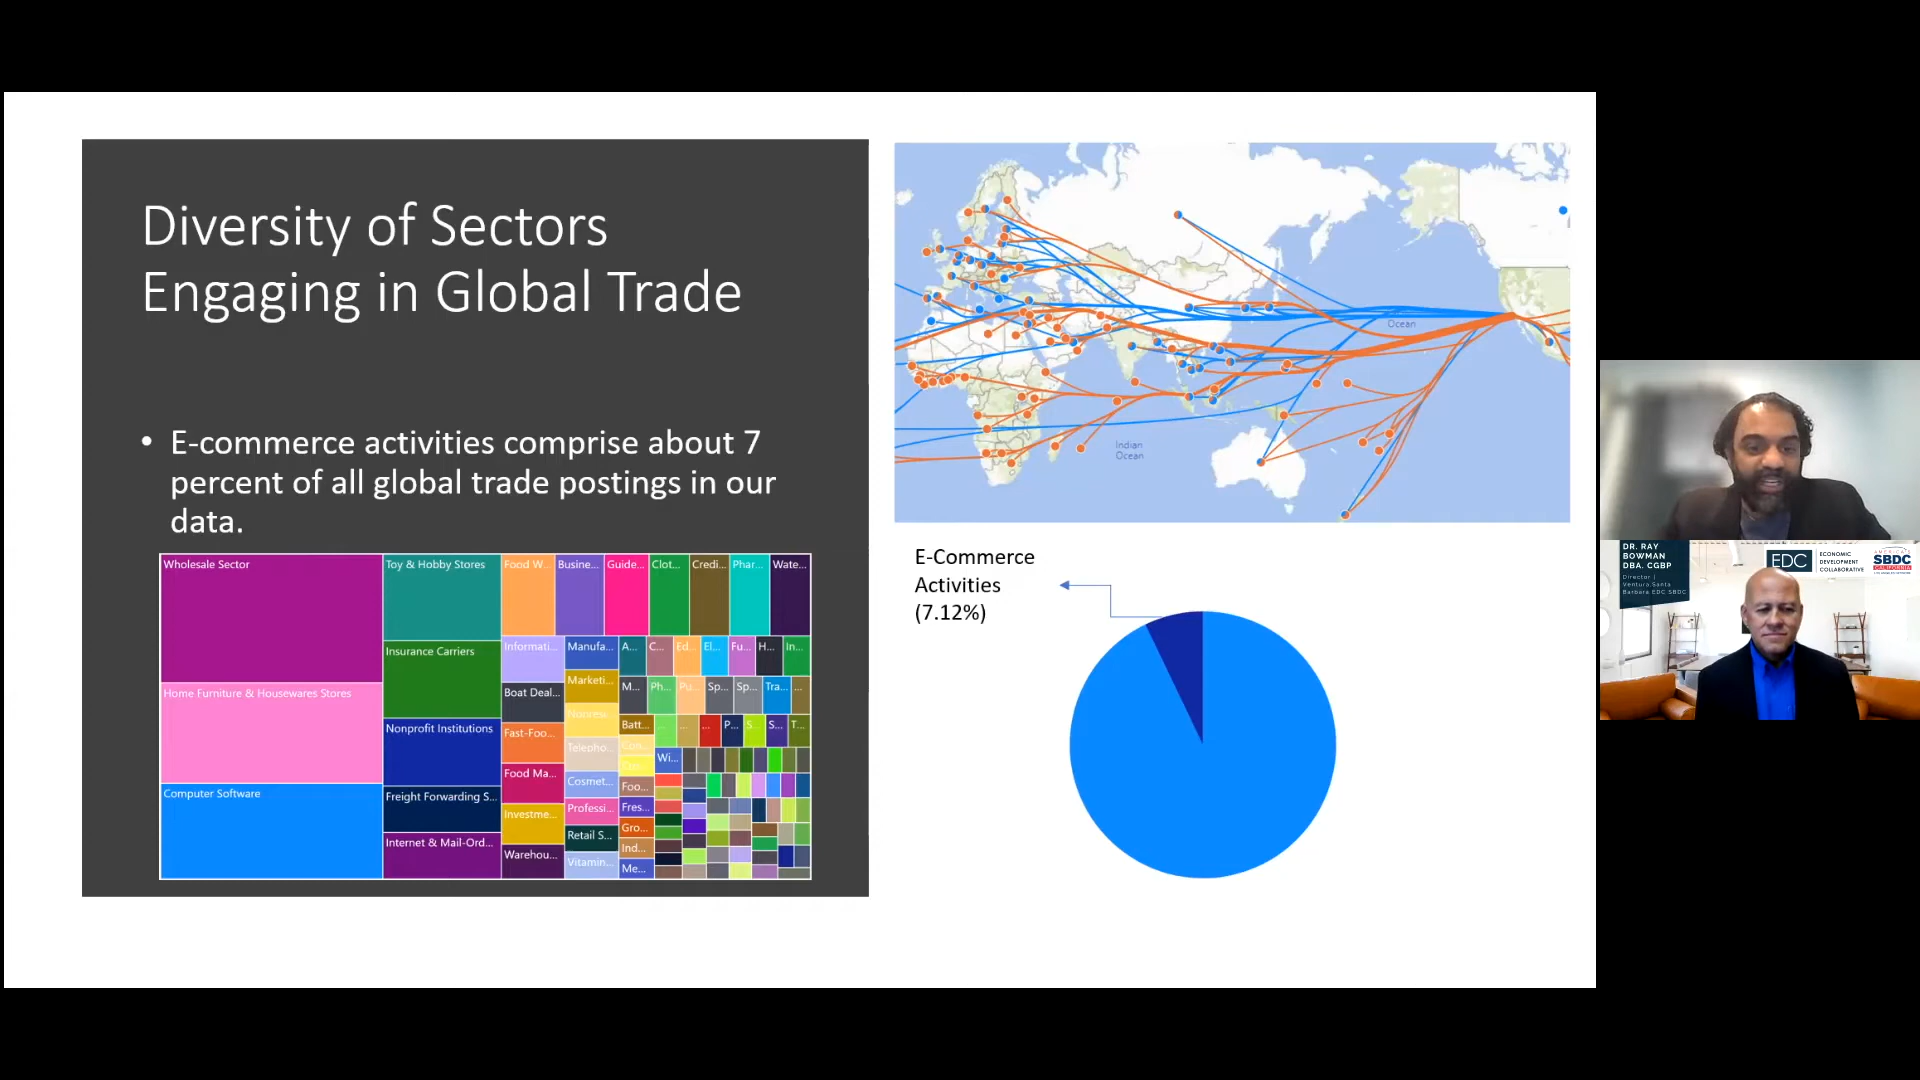 Diversity of Sectors
Engaging in Global Trade
• E-commerce activities comprise about 7
percent of all global trade postings in our
data.
Wholesale Sector
Home Furniture & Housewares Stores
Computer Software
Toy & Hobby Stores
Insurance Carriers
Nonprofit Institutions
Freight Forwarding S...
Internet & Mail-Ord...
Food W...
Busine...
Guide...
Clot...
Credi...
Phar...
Wate...
Informati...
Boat Deal...
Fast-Foo...
Food Ma...
Investme...
Warehou...
Manufa...
Marketi...
Nonresi...
Telepho...
Cosmet...
Professi...
Retail S...
Vitamin...
A...
C...
Ed...
El...
Fu...
H...
In...
M...
Ph...
Pu...
Sp...
Sp...
Tra...
...
Batt...
...
...
...
P...
S...
S...
T...
Wi...
Foo...
Fres...
Gro...
Ind...
Me...
Ocean
Indian
Ocean
E-Commerce
Activities
(7.12%)
DR. RAY
BOWMAN
DBA. CGBP
Director |
Ventura Santa
Barbara EDC SBDC
EDC
ECONOMIC
DEVELOPMENT
COLLABORATIVE
AMERICA'S
SBDC
CALIFORNIA